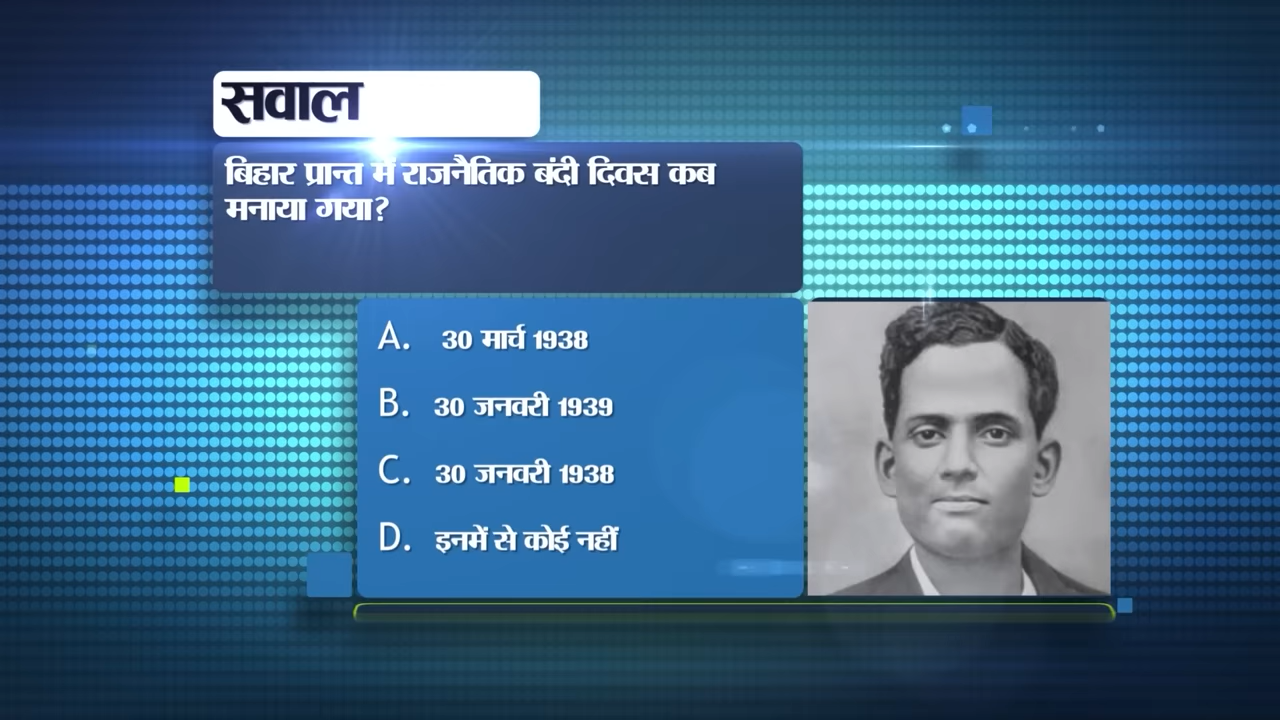 सवाल
बिहार प्रान्त में राजनैतिक बंदी दिवस कब
मनाया गया?
A. 30 मार्च 1938
B. 30 जनवरी 1939
C. 30 जनवरी 1938
D. इनमें से कोई नहीं